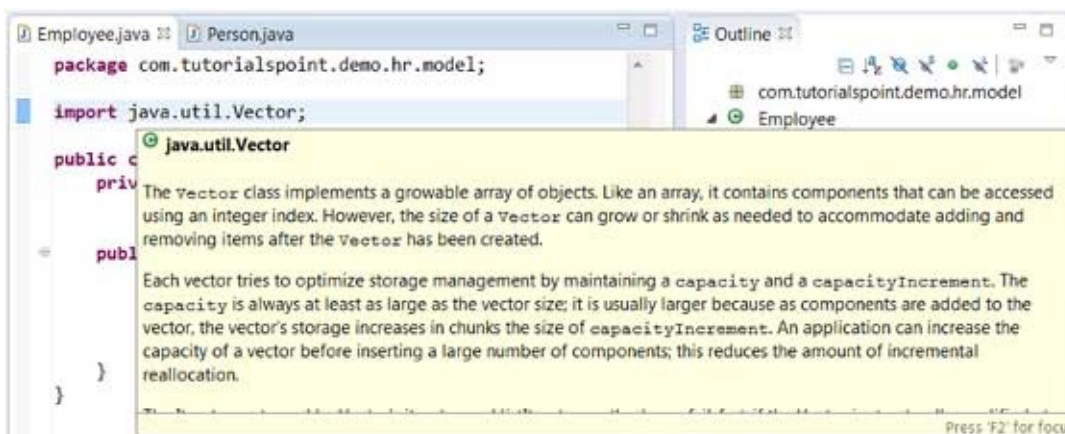 Employee.java Person.java
Outline
package com.tutorialspoint.demo.hr.model;
com.tutorialspoint.demo.hr.model
import java.util.Vector;
Employee
java.util.Vector
public c
priv
The Vector class implements a growable array of objects. Like an array, it contains components that can be accessed
using an integer index. However, the size of a Vector can grow or shrink as needed to accommodate adding and
removing items after the Vector has been created.
publ
Each vector tries to optimize storage management by maintaining a capacity and a capacityIncrement. The
capacity is always at least as large as the vector size; it is usually larger because as components are added to the
vector, the vector's storage increases in chunks the size of capacityIncrement. An application can increase the
capacity of a vector before inserting a large number of components; this reduces the amount of incremental
reallocation.
}
}
Press 'F2' for focu